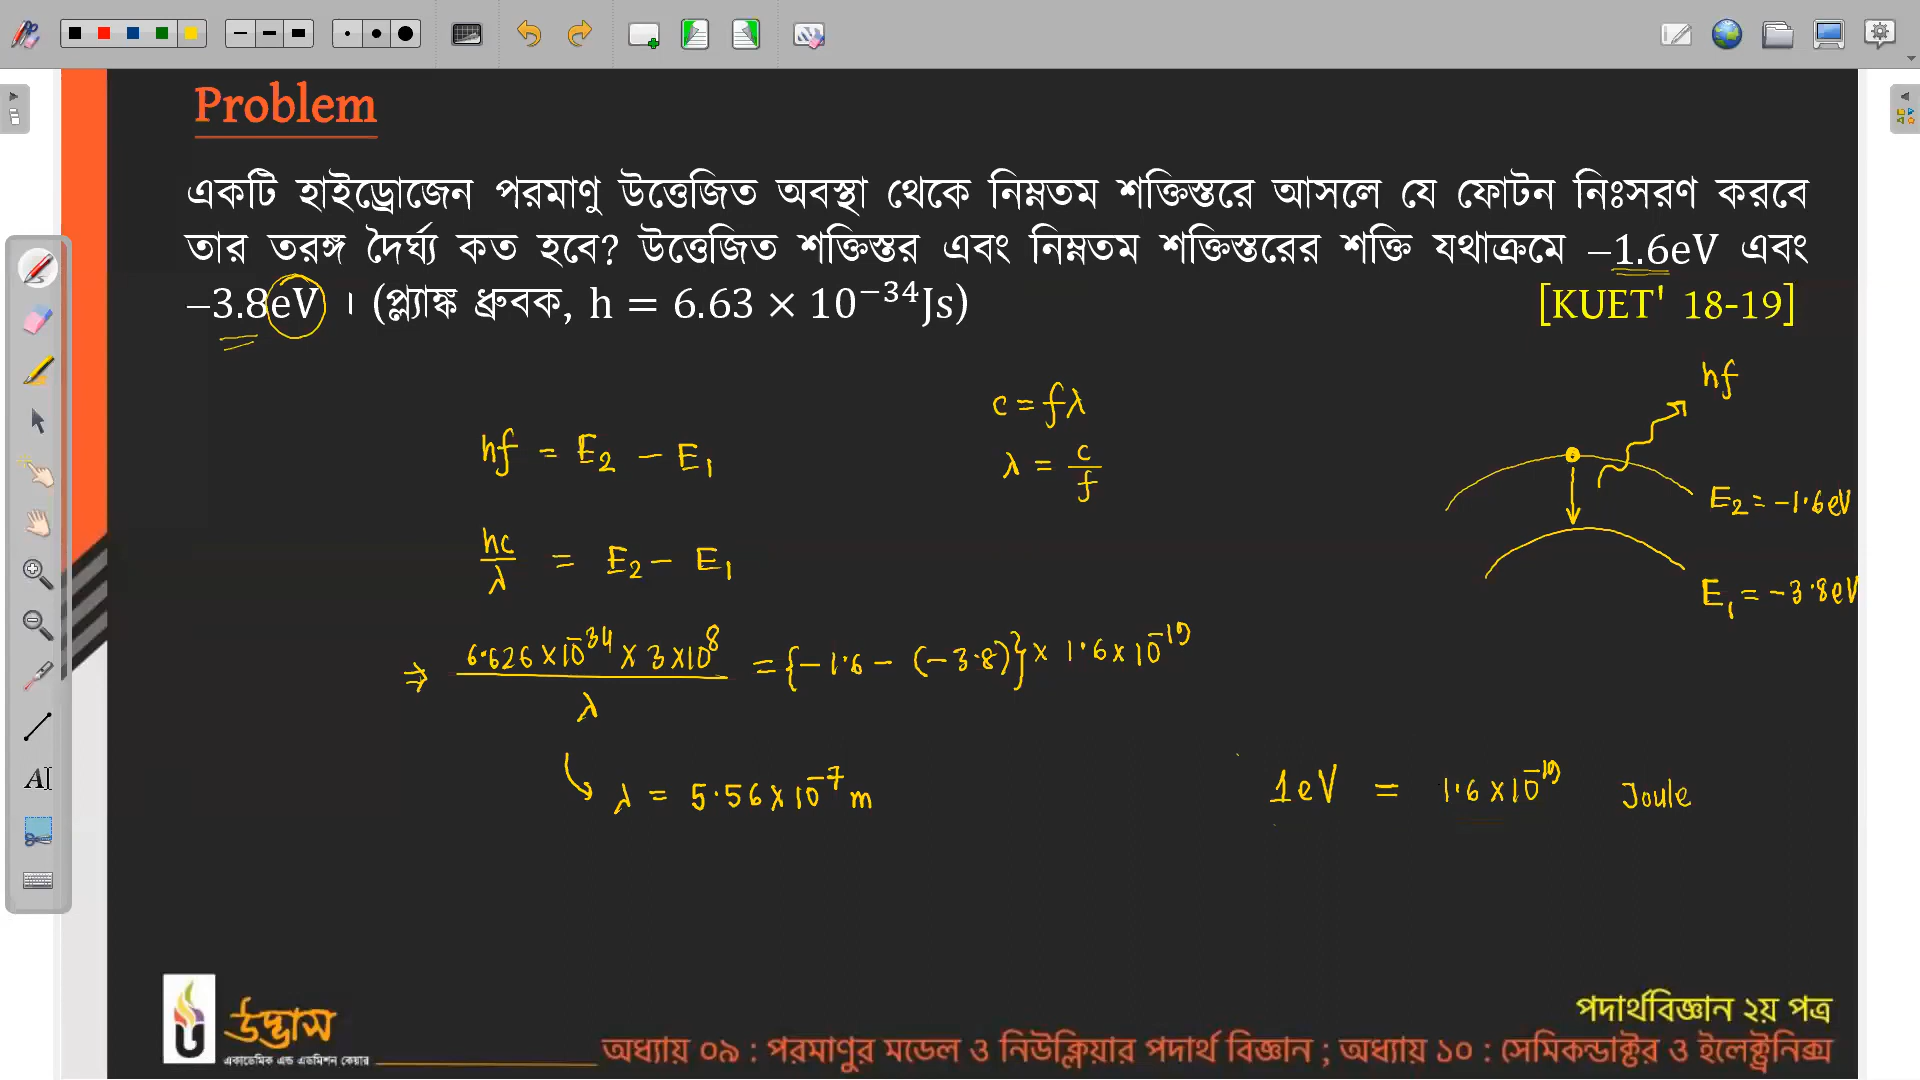 Problem
একটি হাইড্রোজেন পরমাণু উত্তেজিত অবস্থা থেকে নিম্নতম শক্তিস্তরে আসলে যে ফোটন নিঃসরণ করবে
তার তরঙ্গ দৈর্ঘ্য কত হবে? উত্তেজিত শক্তিস্তর এবং নিম্নতম শক্তিস্তরের শক্তি যথাক্রমে −1.6eV এবং
−3.8eV । (প্ল্যাঙ্ক ধ্রুবক, h = 6.63 × 10⁻³⁴Js) [KUET' 18-19]
hf
c = fλ
hf = E₂ − E₁
λ = c/f
E₂ = −1.6eV
hc/λ = E₂ − E₁
E₁ = −3.8eV
⇒ 6.626×10⁻³⁴ × 3×10⁸/λ = {−1.6 − (−3.8)} × 1.6×10⁻¹⁹
λ = 5.56×10⁻⁷ m
1eV = 1.6×10⁻¹⁹ Joule
উদ্ভাস
একাডেমিক এন্ড এডমিশন কেয়ার
পদার্থবিজ্ঞান ২য় পত্র
অধ্যায় ০৯ : পরমাণুর মডেল ও নিউক্লিয়ার পদার্থ বিজ্ঞান ; অধ্যায় ১০ : সেমিকন্ডাক্টর ও ইলেক্ট্রনিক্স